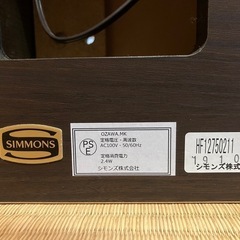 SIMMONS
PS
E
OZAWA.MK
定格電圧・周波数
AC100V - 50/60Hz
定格消費電力
2.4W
シモンズ株式会社
HF12750211
シモンズ株式